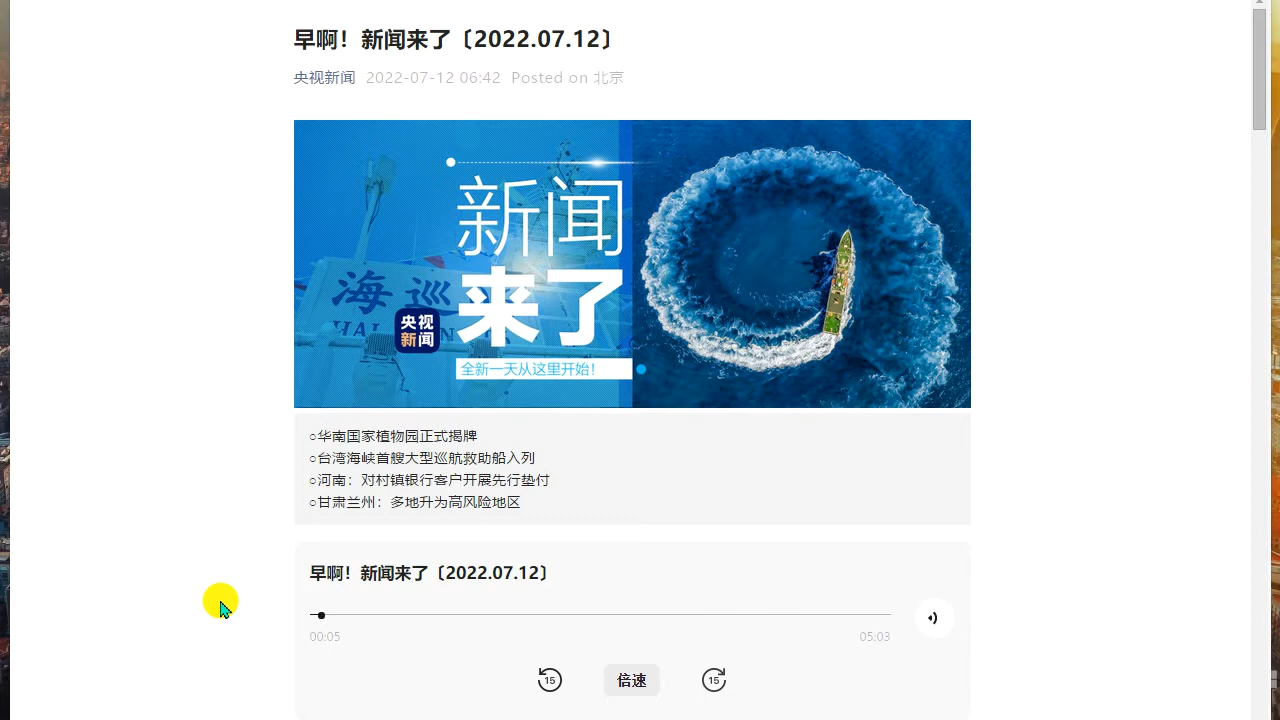 早啊！新闻来了〔2022.07.12〕
央视新闻 2022-07-12 06:42 Posted on 北京
新闻
来了
海巡
央视
新闻
全新一天从这里开始！
○华南国家植物园正式揭牌
○台湾海峡首艘大型巡航救助船入列
○河南：对村镇银行客户开展先行垫付
○甘肃兰州：多地升为高风险地区
早啊！新闻来了〔2022.07.12〕
00:05 05:03
15 倍速 15